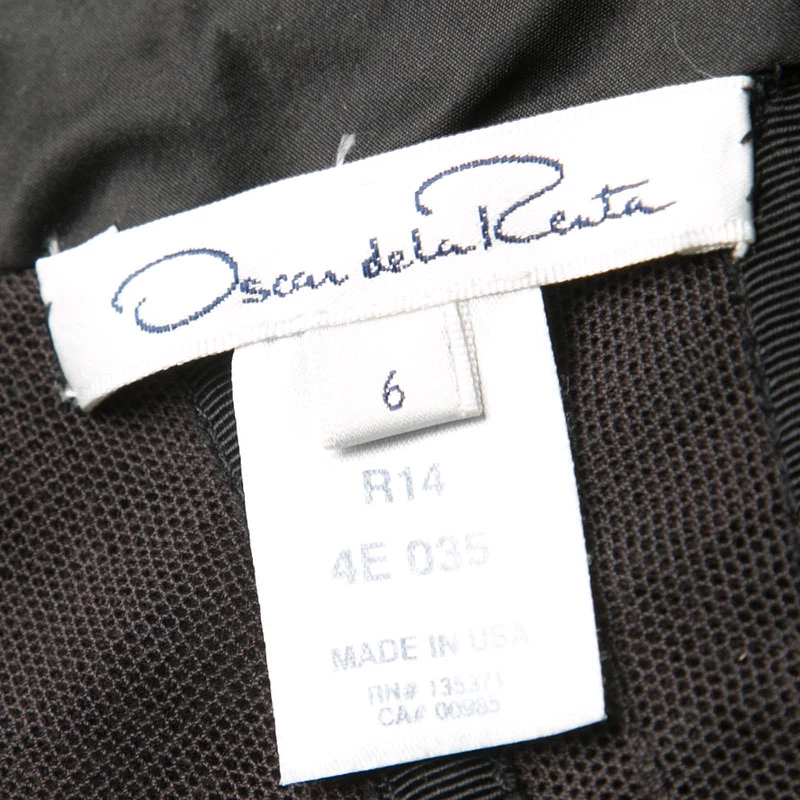 Oscar de la Renta
6
R14
4E 035
MADE IN USA
RN# 135371
CA# 00985